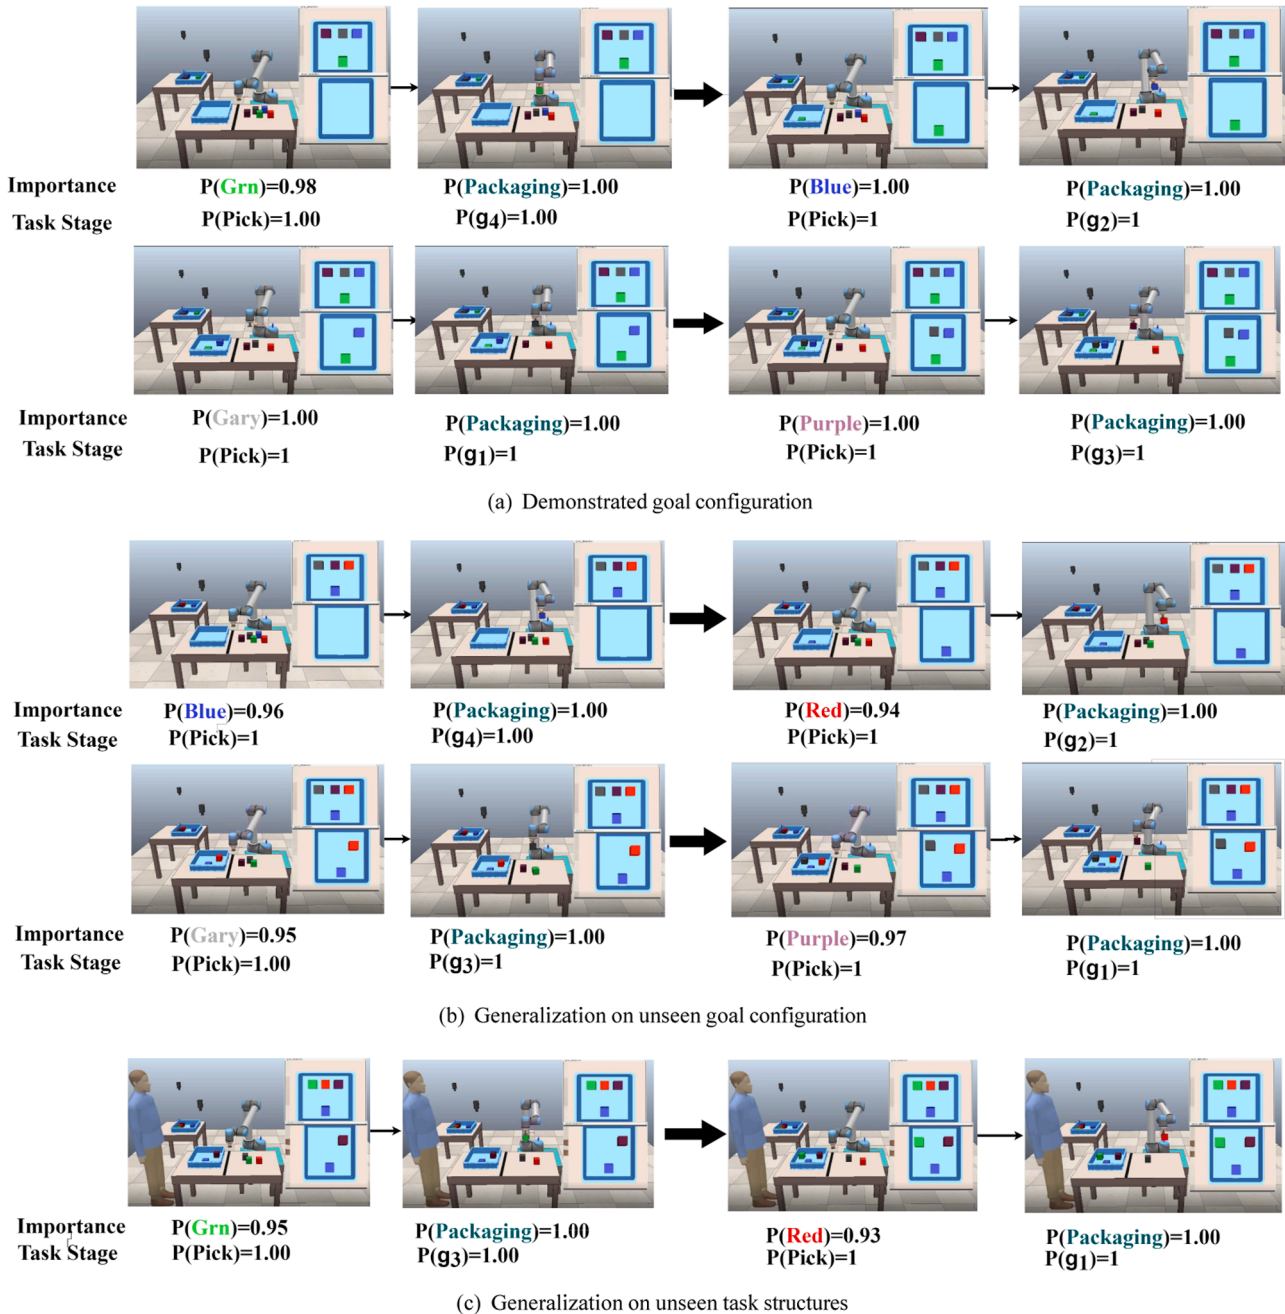 Importance P(Grn)=0.98 P(Packaging)=1.00 P(Blue)=1.00 P(Packaging)=1.00
Task Stage P(Pick)=1.00 P(g4)=1.00 P(Pick)=1 P(g2)=1
Importance P(Gary)=1.00 P(Packaging)=1.00 P(Purple)=1.00 P(Packaging)=1.00
Task Stage P(Pick)=1 P(g1)=1 P(Pick)=1 P(g3)=1
(a) Demonstrated goal configuration
Importance P(Blue)=0.96 P(Packaging)=1.00 P(Red)=0.94 P(Packaging)=1.00
Task Stage P(Pick)=1 P(g4)=1.00 P(Pick)=1 P(g2)=1
Importance P(Gary)=0.95 P(Packaging)=1.00 P(Purple)=0.97 P(Packaging)=1.00
Task Stage P(Pick)=1.00 P(g3)=1 P(Pick)=1 P(g1)=1
(b) Generalization on unseen goal configuration
Importance P(Grn)=0.95 P(Packaging)=1.00 P(Red)=0.93 P(Packaging)=1.00
Task Stage P(Pick)=1.00 P(g3)=1.00 P(Pick)=1 P(g1)=1
(c) Generalization on unseen task structures